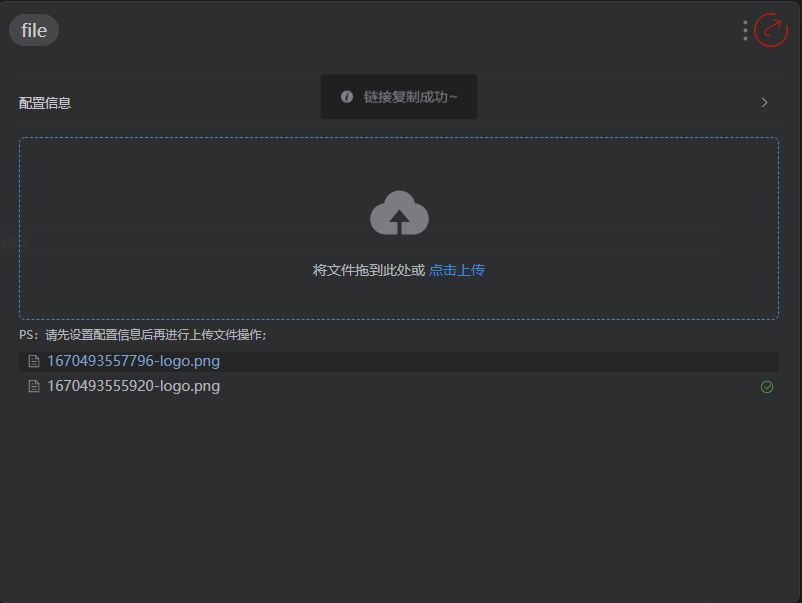 file
链接复制成功~
配置信息
将文件拖到此处或 点击上传
PS：请先设置配置信息后再进行上传文件操作;
1670493557796-logo.png
1670493555920-logo.png